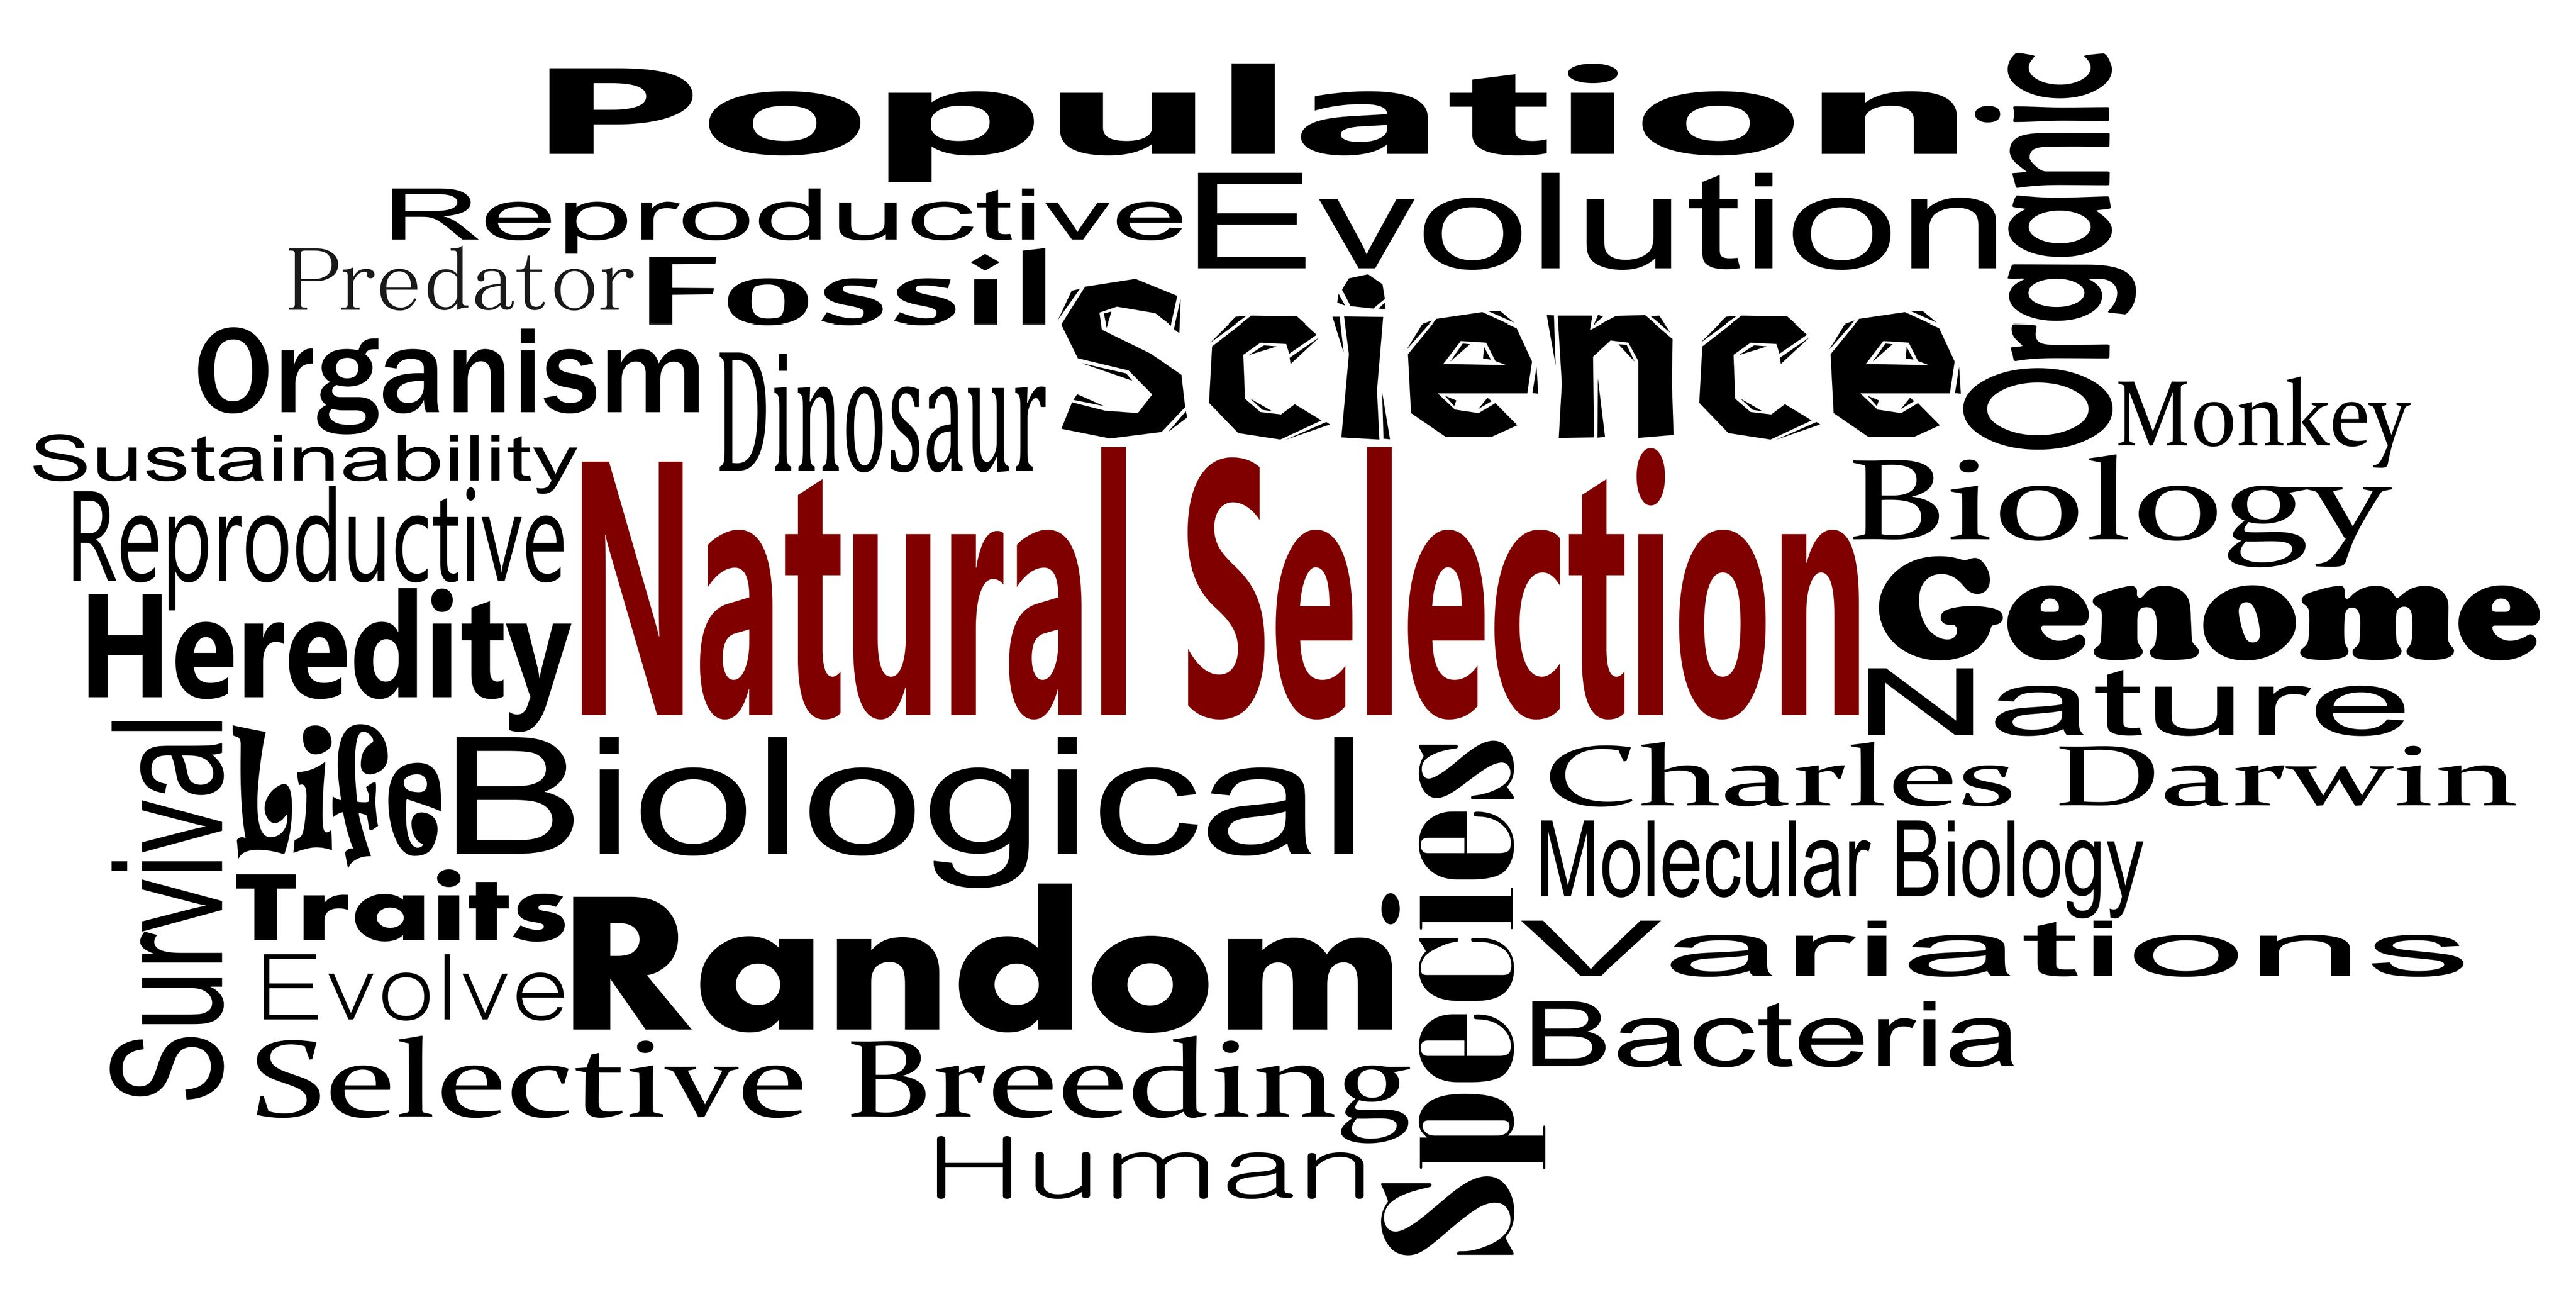 Population
Organic
Reproductive
Evolution
Predator
Fossil
Science
Organism
Dinosaur
Monkey
Sustainability
Natural Selection
Biology
Reproductive
Genome
Heredity
Nature
Survival
Life
Biological
Species
Charles Darwin
Molecular Biology
Traits
Random
Variations
Evolve
Bacteria
Selective Breeding
Human